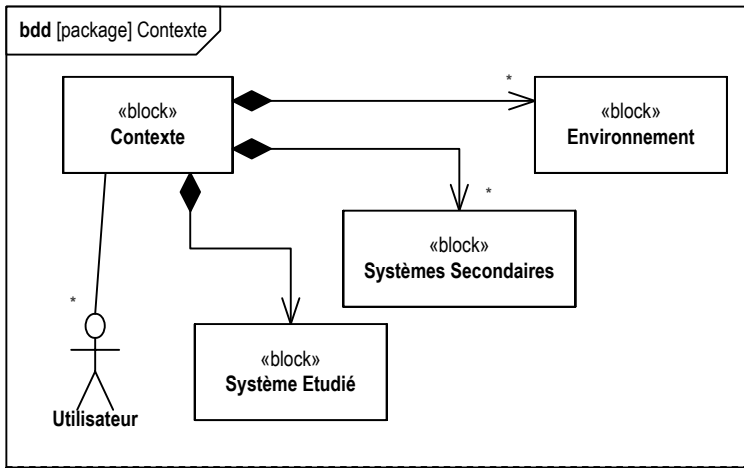 bdd [package] Contexte
«block»
Contexte
*
«block»
Environnement
*
«block»
Systèmes Secondaires
«block»
Système Etudié
*
Utilisateur